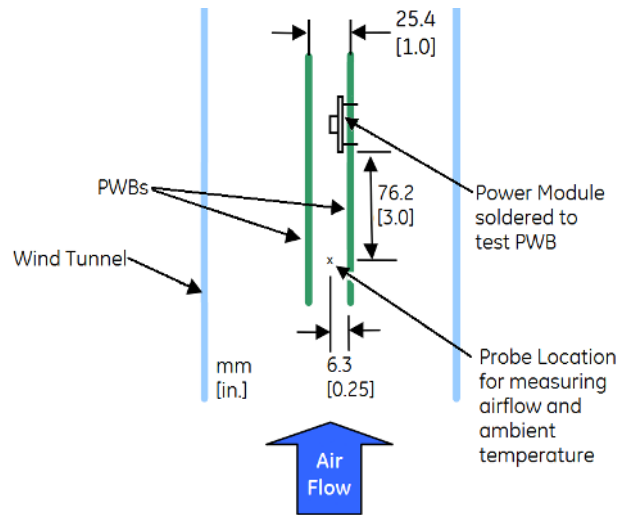 25.4
[1.0]
PWBs
76.2
[3.0]
Power Module
soldered to
test PWB
Wind Tunnel
x
mm
[in.]
6.3
[0.25]
Probe Location
for measuring
airflow and
ambient
temperature
Air
Flow